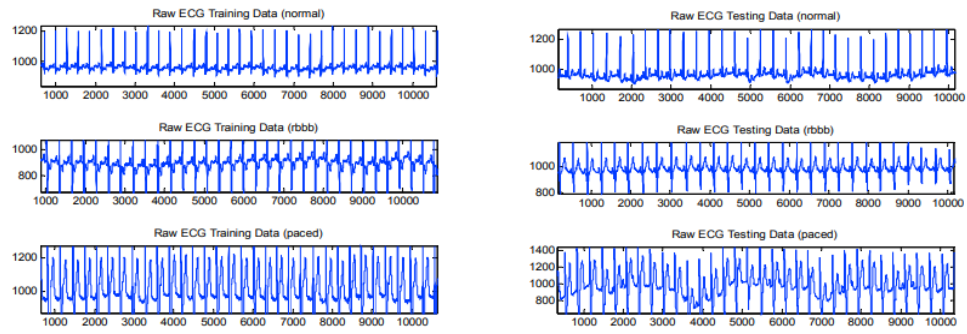 Raw ECG Training Data (normal)
1200
1000
1000 2000 3000 4000 5000 6000 7000 8000 9000 10000
Raw ECG Testing Data (normal)
1200
1000
1000 2000 3000 4000 5000 6000 7000 8000 9000 10000
Raw ECG Training Data (rbbb)
1000
800
1000 2000 3000 4000 5000 6000 7000 8000 9000 10000
Raw ECG Testing Data (rbbb)
1000
800
1000 2000 3000 4000 5000 6000 7000 8000 9000 10000
Raw ECG Training Data (paced)
1200
1000
1000 2000 3000 4000 5000 6000 7000 8000 9000 10000
Raw ECG Testing Data (paced)
1400
1200
1000
800
1000 2000 3000 4000 5000 6000 7000 8000 9000 10000